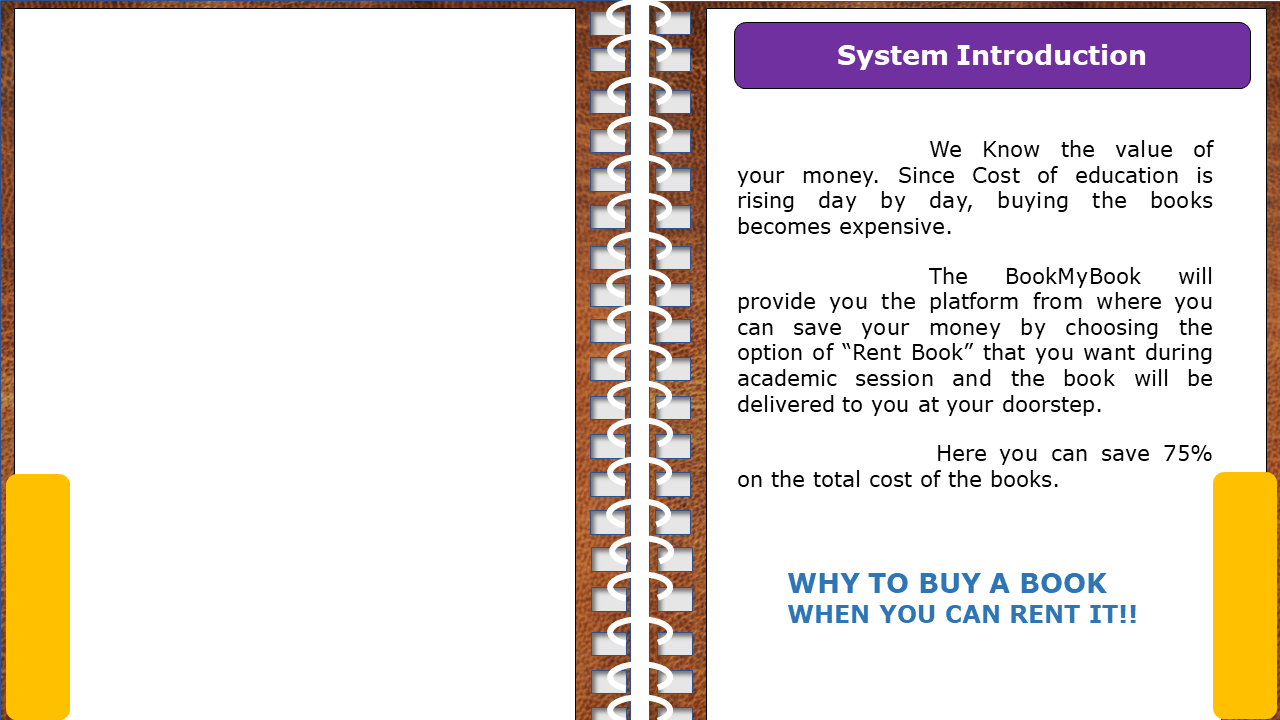 System Introduction
We Know the value of
your money. Since Cost of education is
rising day by day, buying the books
becomes expensive.
The BookMyBook will
provide you the platform from where you
can save your money by choosing the
option of “Rent Book” that you want during
academic session and the book will be
delivered to you at your doorstep.
Here you can save 75%
on the total cost of the books.
WHY TO BUY A BOOK
WHEN YOU CAN RENT IT!!